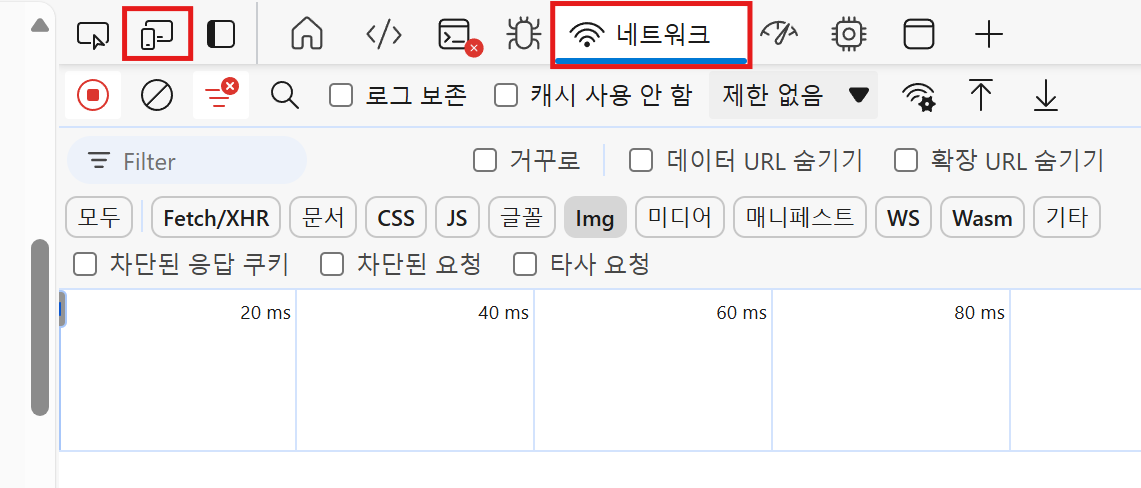 네트워크
로그 보존 캐시 사용 안 함 제한 없음
Filter 거꾸로 데이터 URL 숨기기 확장 URL 숨기기
모두 Fetch/XHR 문서 CSS JS 글꼴 Img 미디어 매니페스트 WS Wasm 기타
차단된 응답 쿠키 차단된 요청 타사 요청
20 ms 40 ms 60 ms 80 ms